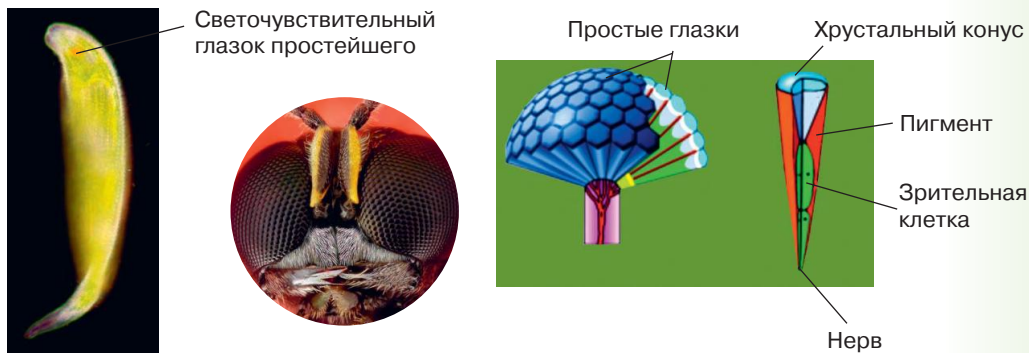 Светочувствительный
глазок простейшего
Простые глазки
Хрустальный конус
Пигмент
Зрительная
клетка
Нерв